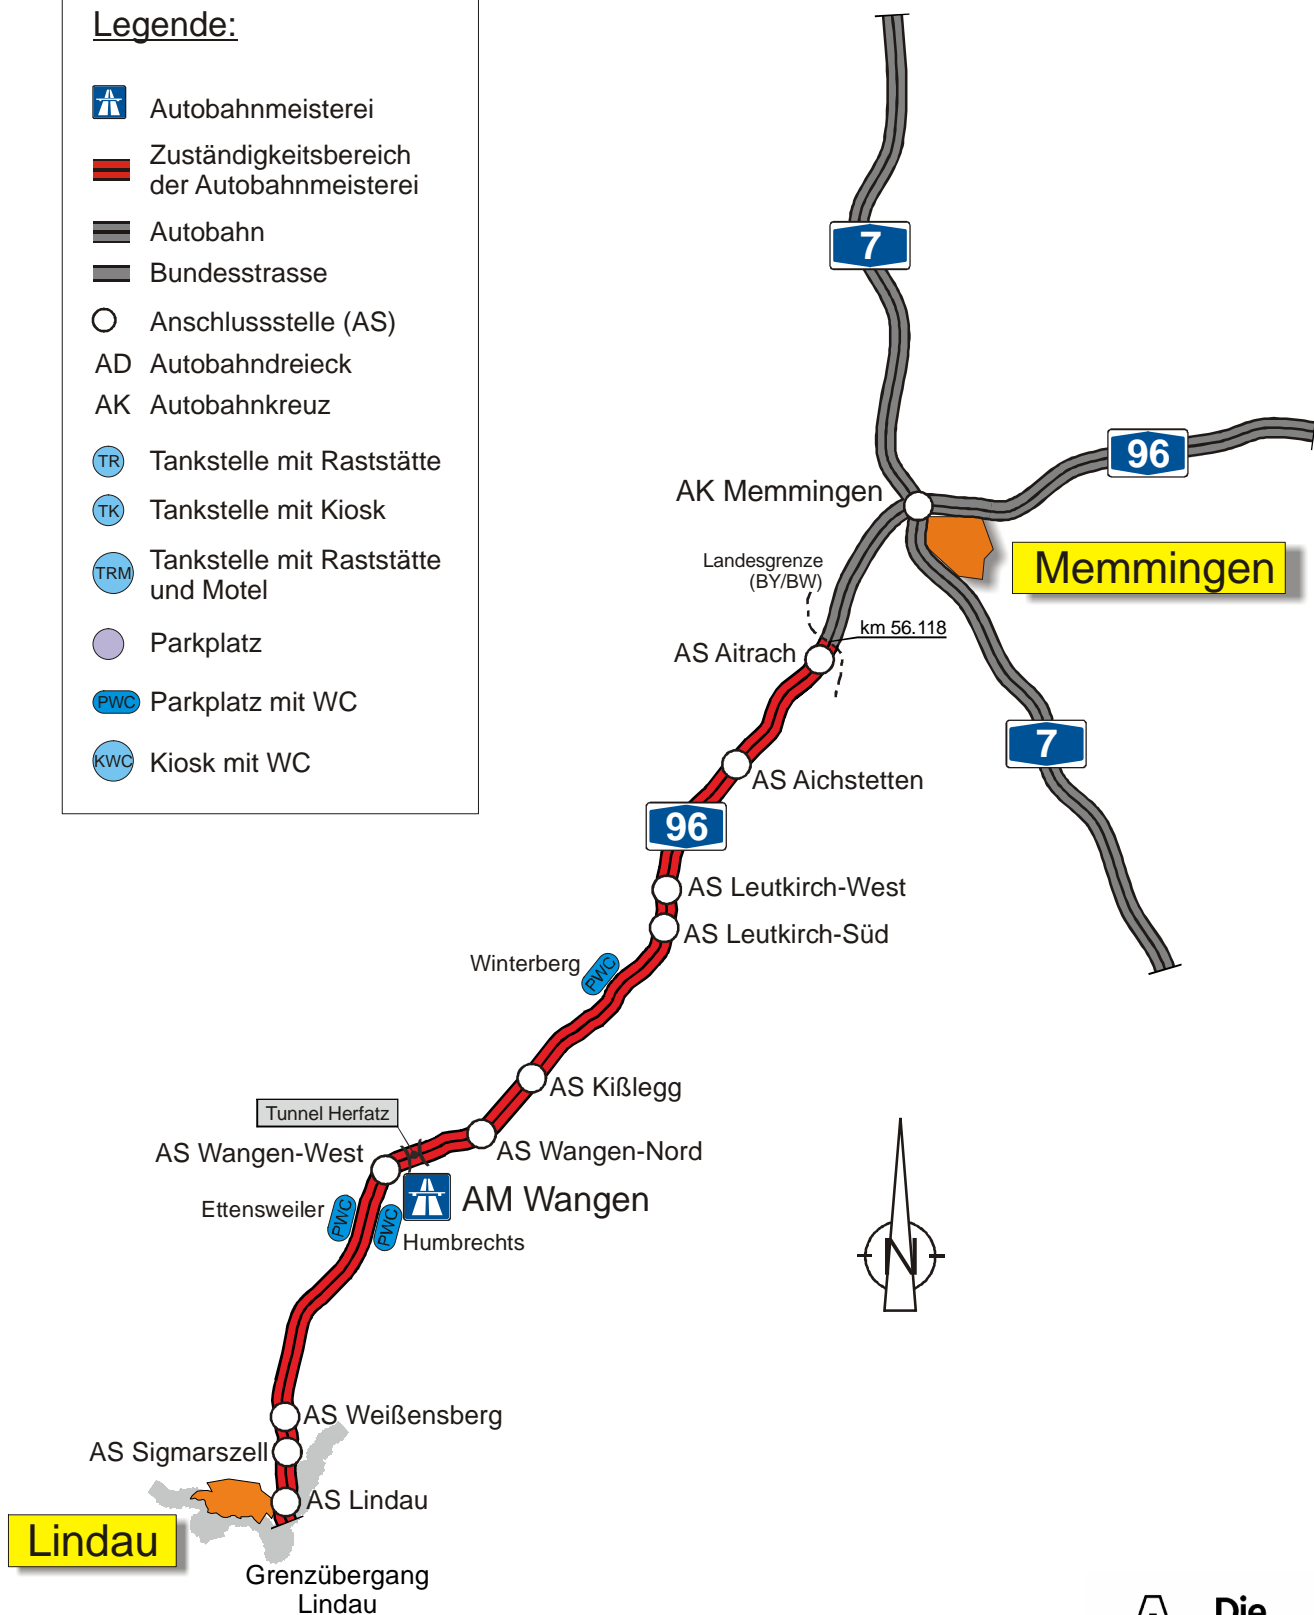 Legende:
Autobahnmeisterei
Zuständigkeitsbereich
der Autobahnmeisterei
Autobahn
Bundesstrasse
Anschlussstelle (AS)
AD Autobahndreieck
AK Autobahnkreuz
TR Tankstelle mit Raststätte
TK Tankstelle mit Kiosk
TRM Tankstelle mit Raststätte
und Motel
Parkplatz
PWC Parkplatz mit WC
KWC Kiosk mit WC
7
96
AK Memmingen
Memmingen
Landesgrenze
(BY/BW)
km 56.118
AS Aitrach
7
AS Aichstetten
96
AS Leutkirch-West
AS Leutkirch-Süd
Winterberg
PWC
AS Kißlegg
Tunnel Herfatz
AS Wangen-West
AS Wangen-Nord
AM Wangen
Ettensweiler
PWC
PWC
Humbrechts
N
AS Weißensberg
AS Sigmarszell
AS Lindau
Lindau
Grenzübergang
Lindau
Die